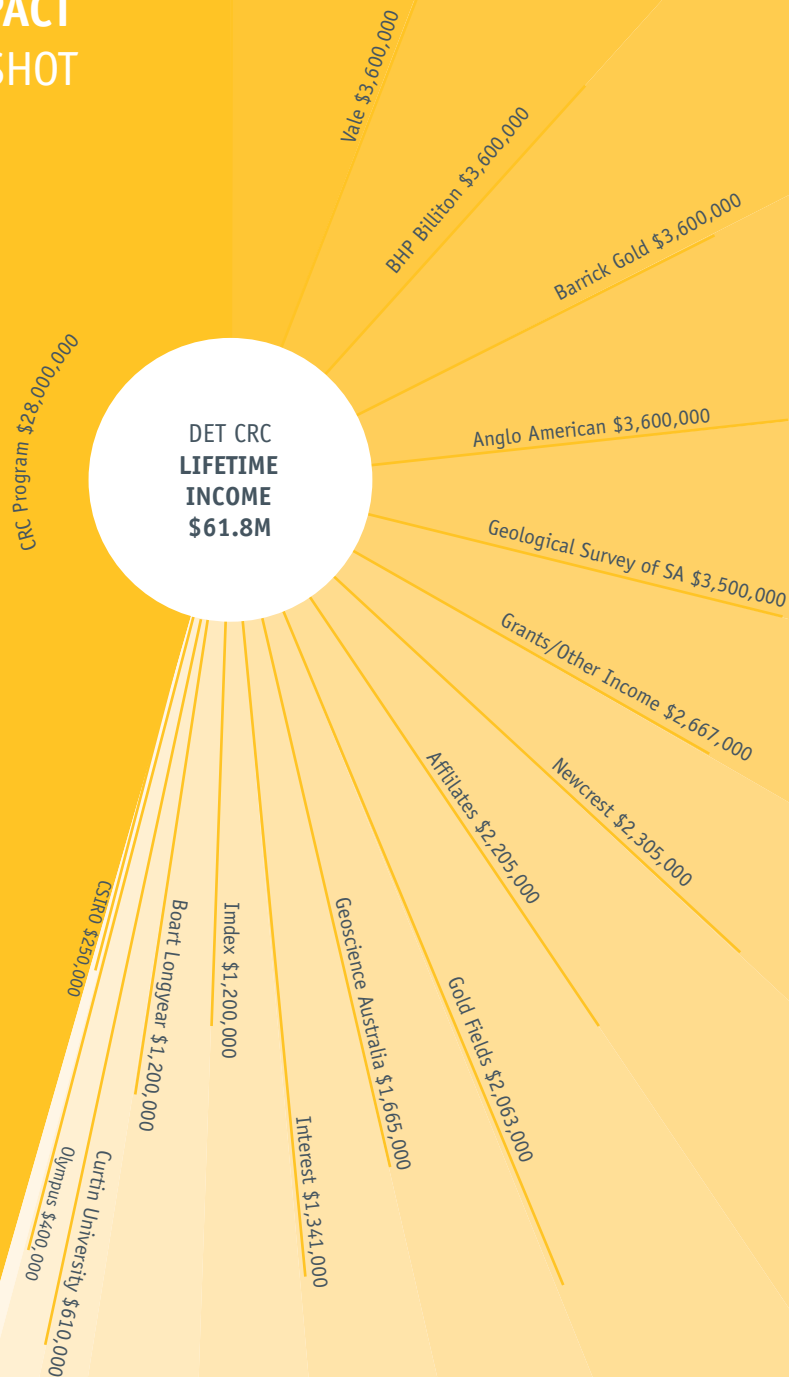 PACT
SHOT
Vale $3,600,000
BHP Billiton $3,600,000
Barrick Gold $3,600,000
Anglo American $3,600,000
Geological Survey of SA $3,500,000
Grants/Other Income $2,667,000
Newcrest $2,305,000
Afflilates $2,205,000
Gold Fields $2,063,000
Geoscience Australia $1,665,000
Interest $1,341,000
Imdex $1,200,000
Boart Longyear $1,200,000
Curtin University $610,000
Olympus $400,000
CSIRO $250,000
CRC Program $28,000,000
DET CRC
LIFETIME
INCOME
$61.8M